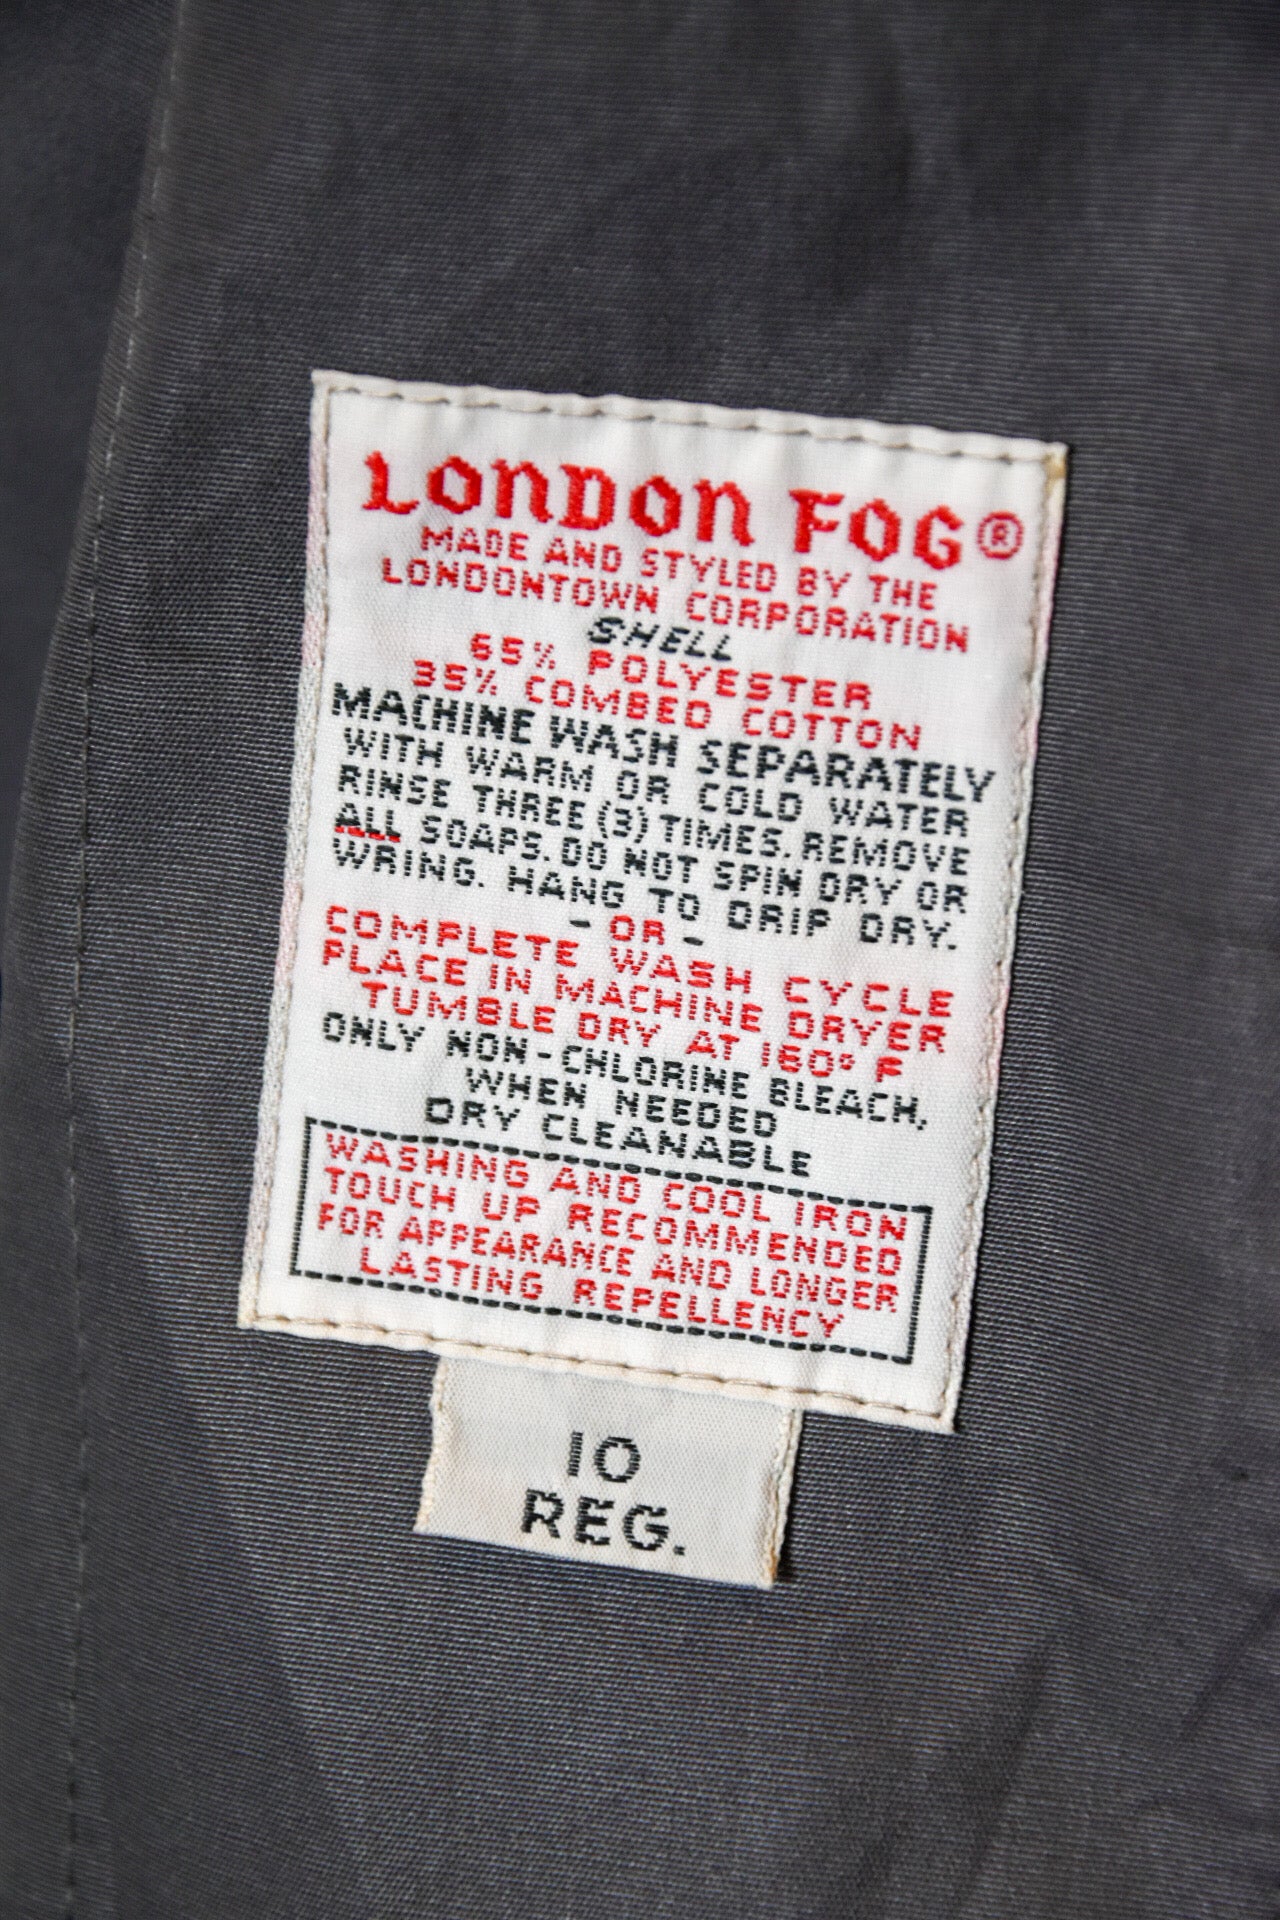 LONDON FOG®
MADE AND STYLED BY THE
LONDONTOWN CORPORATION
SHELL
65% POLYESTER
35% COMBED COTTON
MACHINE WASH SEPARATELY
WITH WARM OR COLD WATER
RINSE THREE (3) TIMES. REMOVE
ALL SOAPS. DO NOT SPIN DRY OR
WRING. HANG TO DRIP DRY.
- OR -
COMPLETE WASH CYCLE
PLACE IN MACHINE DRYER
TUMBLE DRY AT 160° F
ONLY NON-CHLORINE BLEACH,
WHEN NEEDED
DRY CLEANABLE
WASHING AND COOL IRON
TOUCH UP RECOMMENDED
FOR APPEARANCE AND LONGER
LASTING REPELLENCY
10
REG.